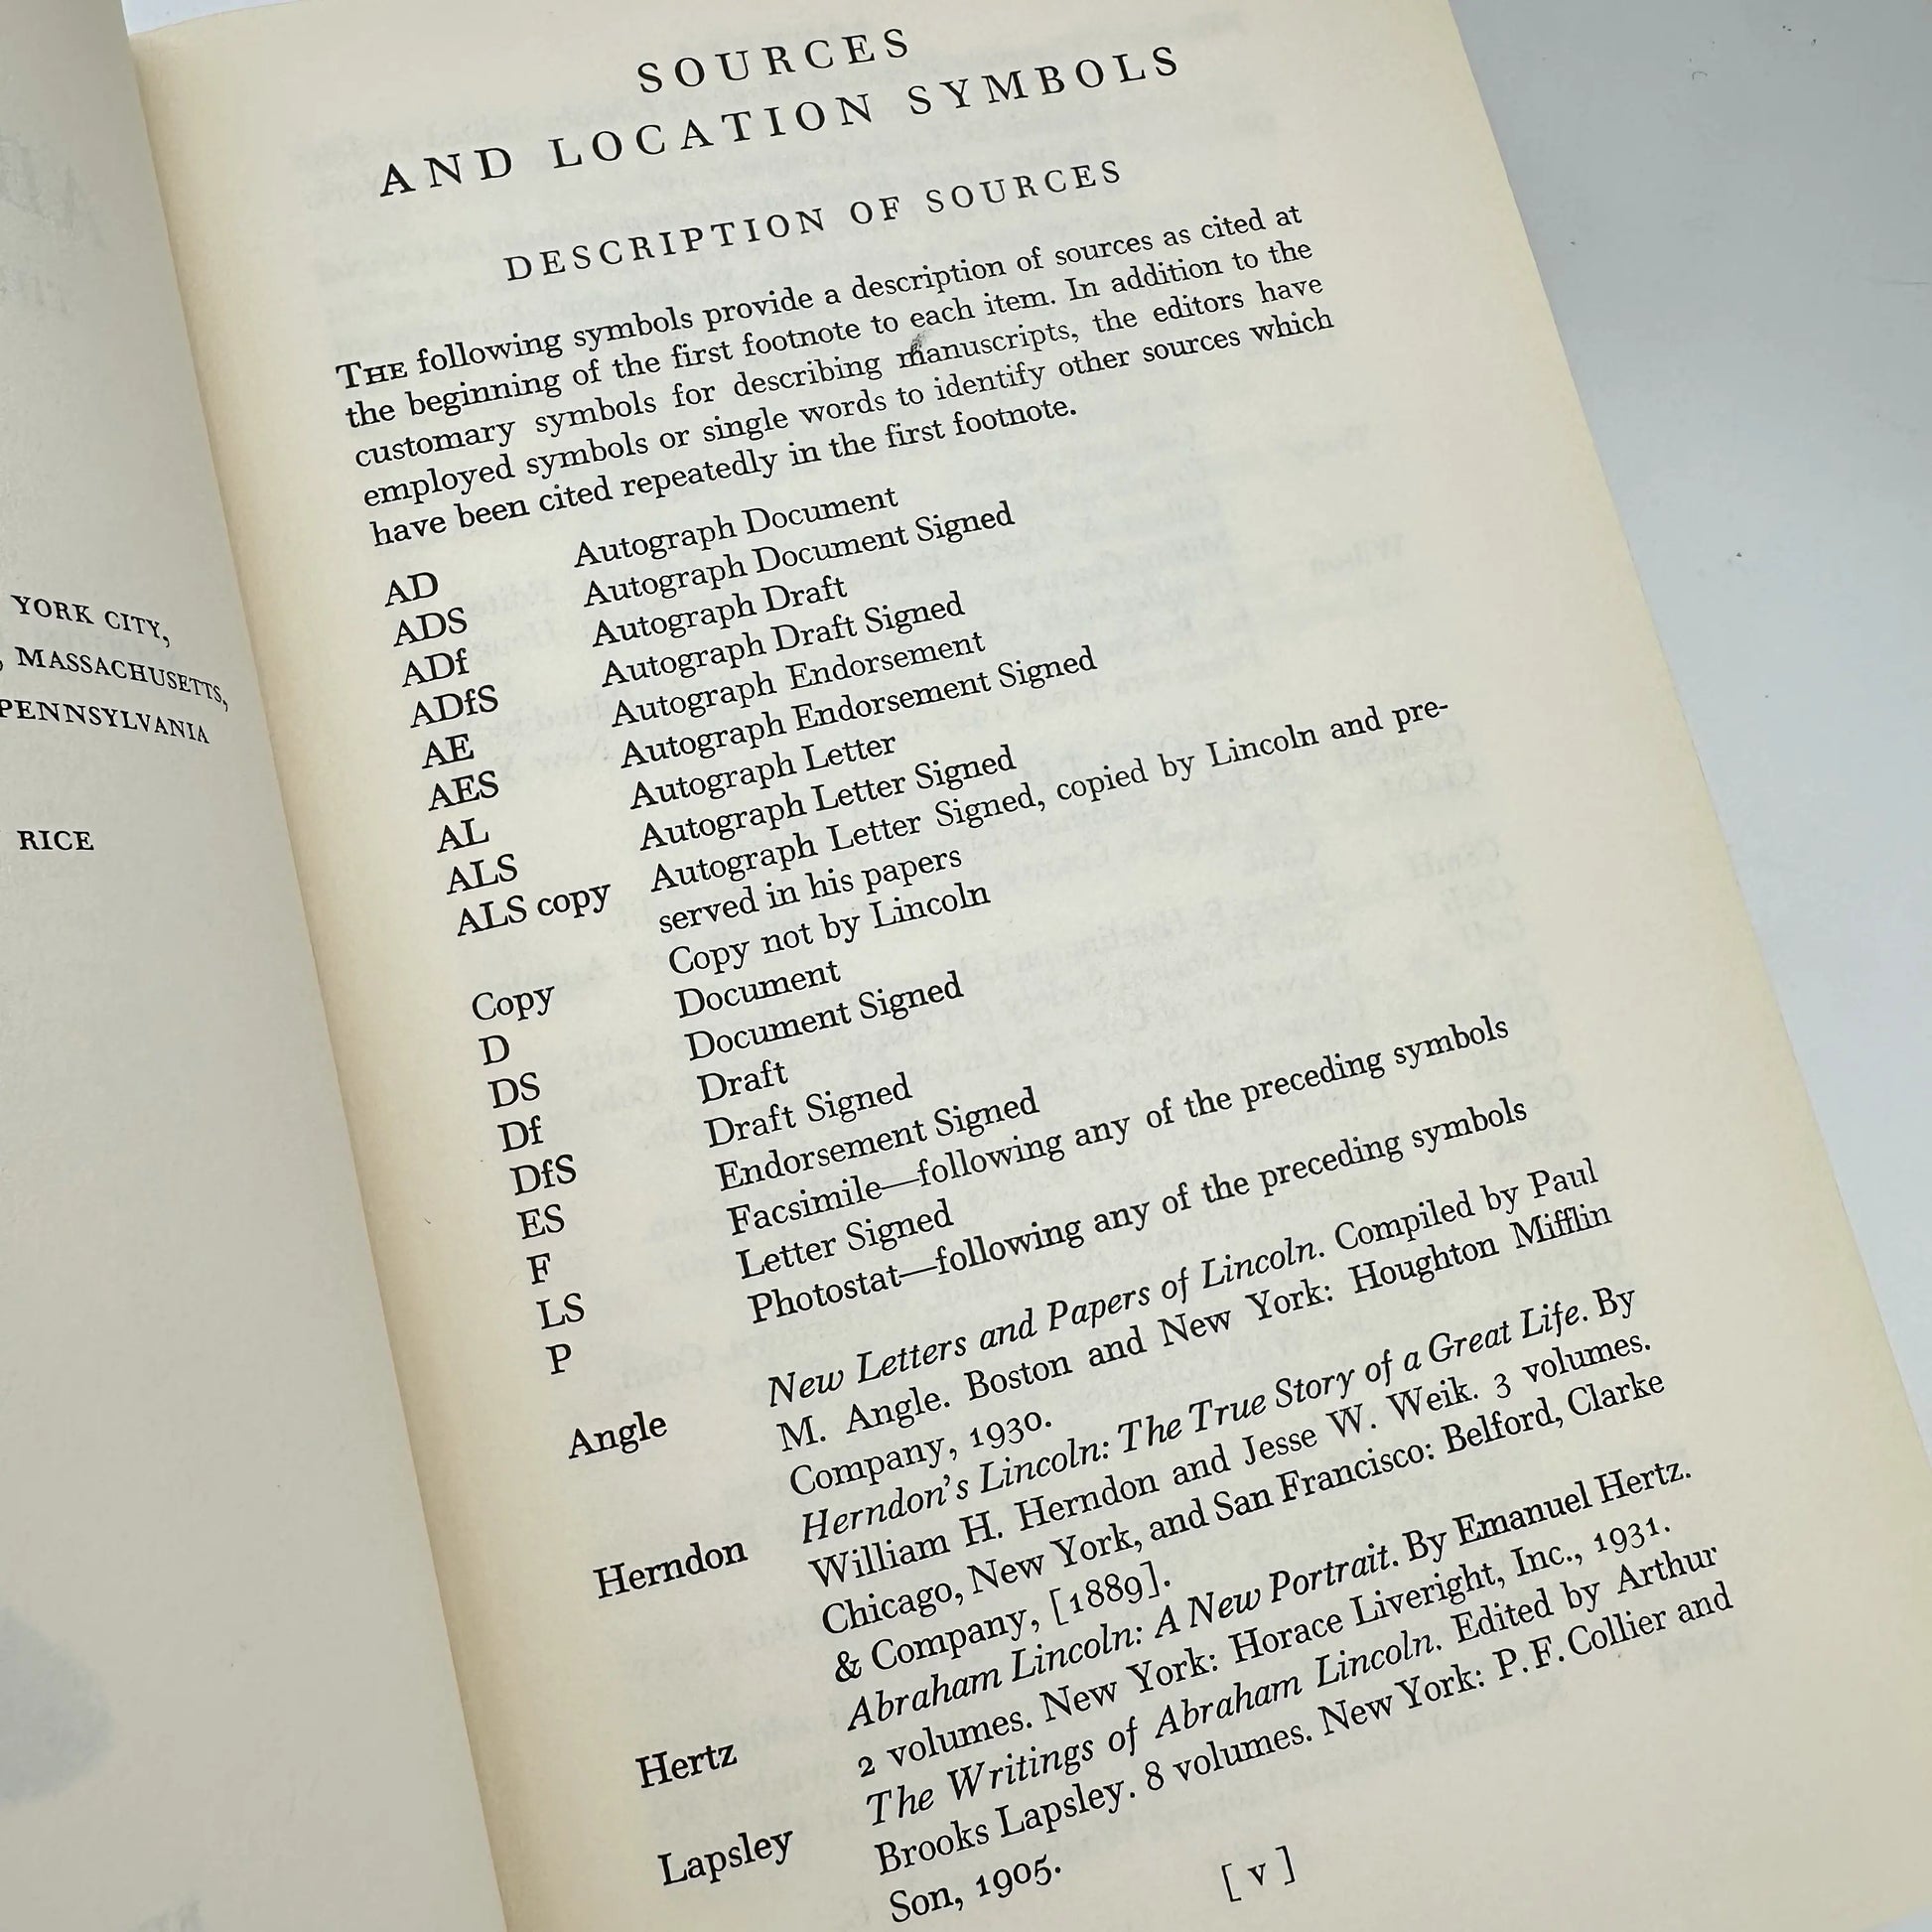 YORK CITY,
, MASSACHUSETTS,
PENNSYLVANIA
RICE
SOURCES
AND LOCATION SYMBOLS
DESCRIPTION OF SOURCES
THE following symbols provide a description of sources as cited at
the beginning of the first footnote to each item. In addition to the
customary symbols for describing manuscripts, the editors have
employed symbols or single words to identify other sources which
have been cited repeatedly in the first footnote.
AD Autograph Document
ADS Autograph Document Signed
ADf Autograph Draft
ADfS Autograph Draft Signed
AE Autograph Endorsement
AES Autograph Endorsement Signed
AL Autograph Letter
ALS Autograph Letter Signed
ALS copy Autograph Letter Signed, copied by Lincoln and pre-
served in his papers
Copy Copy not by Lincoln
D Document
DS Document Signed
Df Draft
DfS Draft Signed
ES Endorsement Signed
F Facsimile—following any of the preceding symbols
LS Letter Signed
P Photostat—following any of the preceding symbols
Angle New Letters and Papers of Lincoln. Compiled by Paul
M. Angle. Boston and New York: Houghton Mifflin
Company, 1930.
Herndon Herndon's Lincoln: The True Story of a Great Life. By
William H. Herndon and Jesse W. Weik. 3 volumes.
Chicago, New York, and San Francisco: Belford, Clarke
& Company, [1889].
Hertz Abraham Lincoln: A New Portrait. By Emanuel Hertz.
2 volumes. New York: Horace Liveright, Inc., 1931.
Lapsley The Writings of Abraham Lincoln. Edited by Arthur
Brooks Lapsley. 8 volumes. New York: P. F. Collier and
Son, 1905.
[ v ]